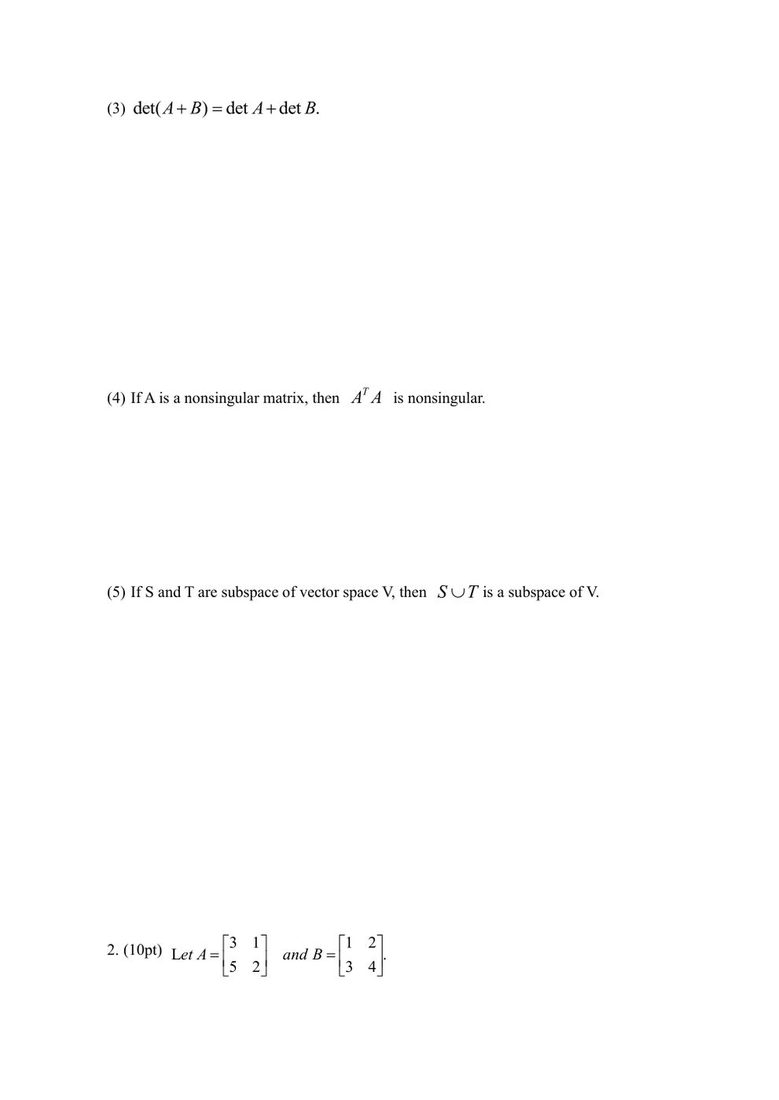 (3) det(A + B) = det A + det B.
(4) If A is a nonsingular matrix, then A^T A is nonsingular.
(5) If S and T are subspace of vector space V, then S ∪ T is a subspace of V.
2. (10pt) Let A = [3 1; 5 2] and B = [1 2; 3 4].